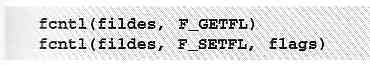 fcntl(fildes, F_GETFL)
fcntl(fildes, F_SETFL, flags)